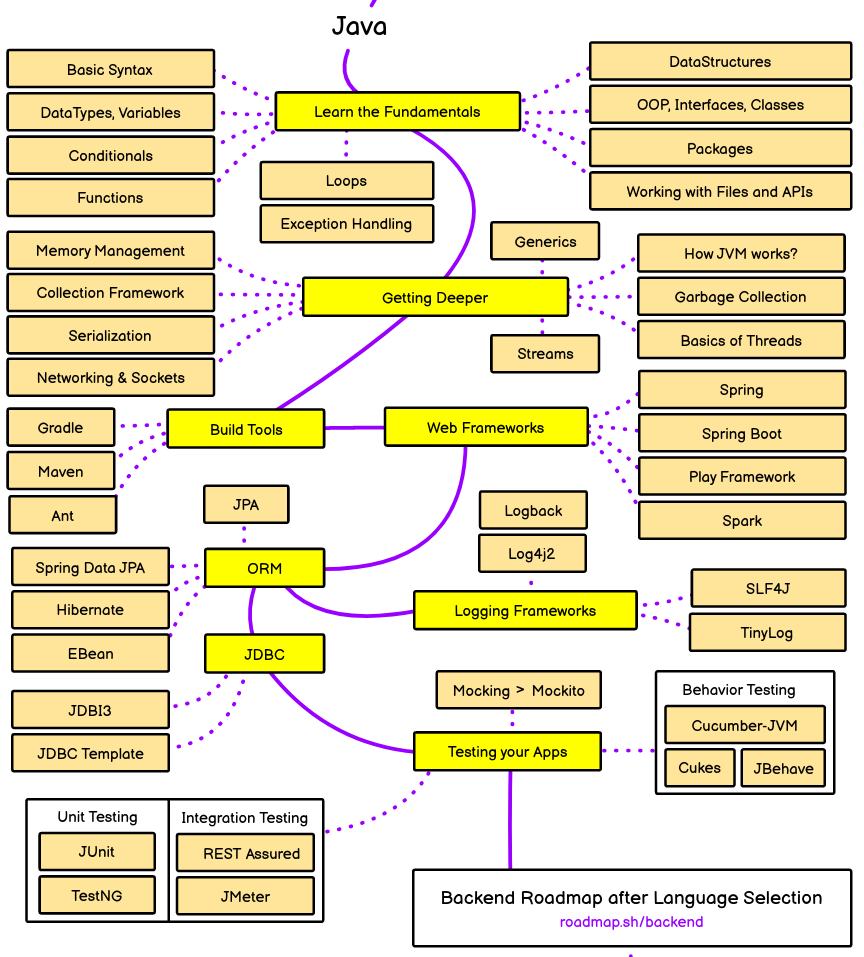 Java
Learn the Fundamentals
Basic Syntax
DataTypes, Variables
Conditionals
Functions
Loops
Exception Handling
DataStructures
OOP, Interfaces, Classes
Packages
Working with Files and APIs
Getting Deeper
Memory Management
Collection Framework
Serialization
Networking & Sockets
Generics
Streams
How JVM works?
Garbage Collection
Basics of Threads
Build Tools
Gradle
Maven
Ant
Web Frameworks
Spring
Spring Boot
Play Framework
Spark
ORM
JPA
Spring Data JPA
Hibernate
EBean
Logging Frameworks
Logback
Log4j2
SLF4J
TinyLog
JDBC
JDBI3
JDBC Template
Testing your Apps
Mocking > Mockito
Behavior Testing
Cucumber-JVM
Cukes
JBehave
Unit Testing
JUnit
TestNG
Integration Testing
REST Assured
JMeter
Backend Roadmap after Language Selection
roadmap.sh/backend